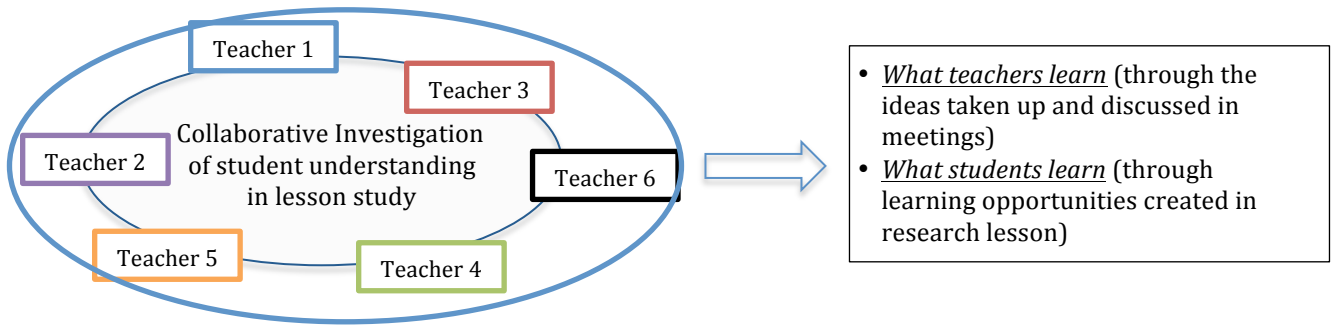 Teacher 1
Teacher 3
Collaborative Investigation
of student understanding
in lesson study
Teacher 2
Teacher 6
Teacher 5
Teacher 4
• What teachers learn (through the
ideas taken up and discussed in
meetings)
• What students learn (through
learning opportunities created in
research lesson)